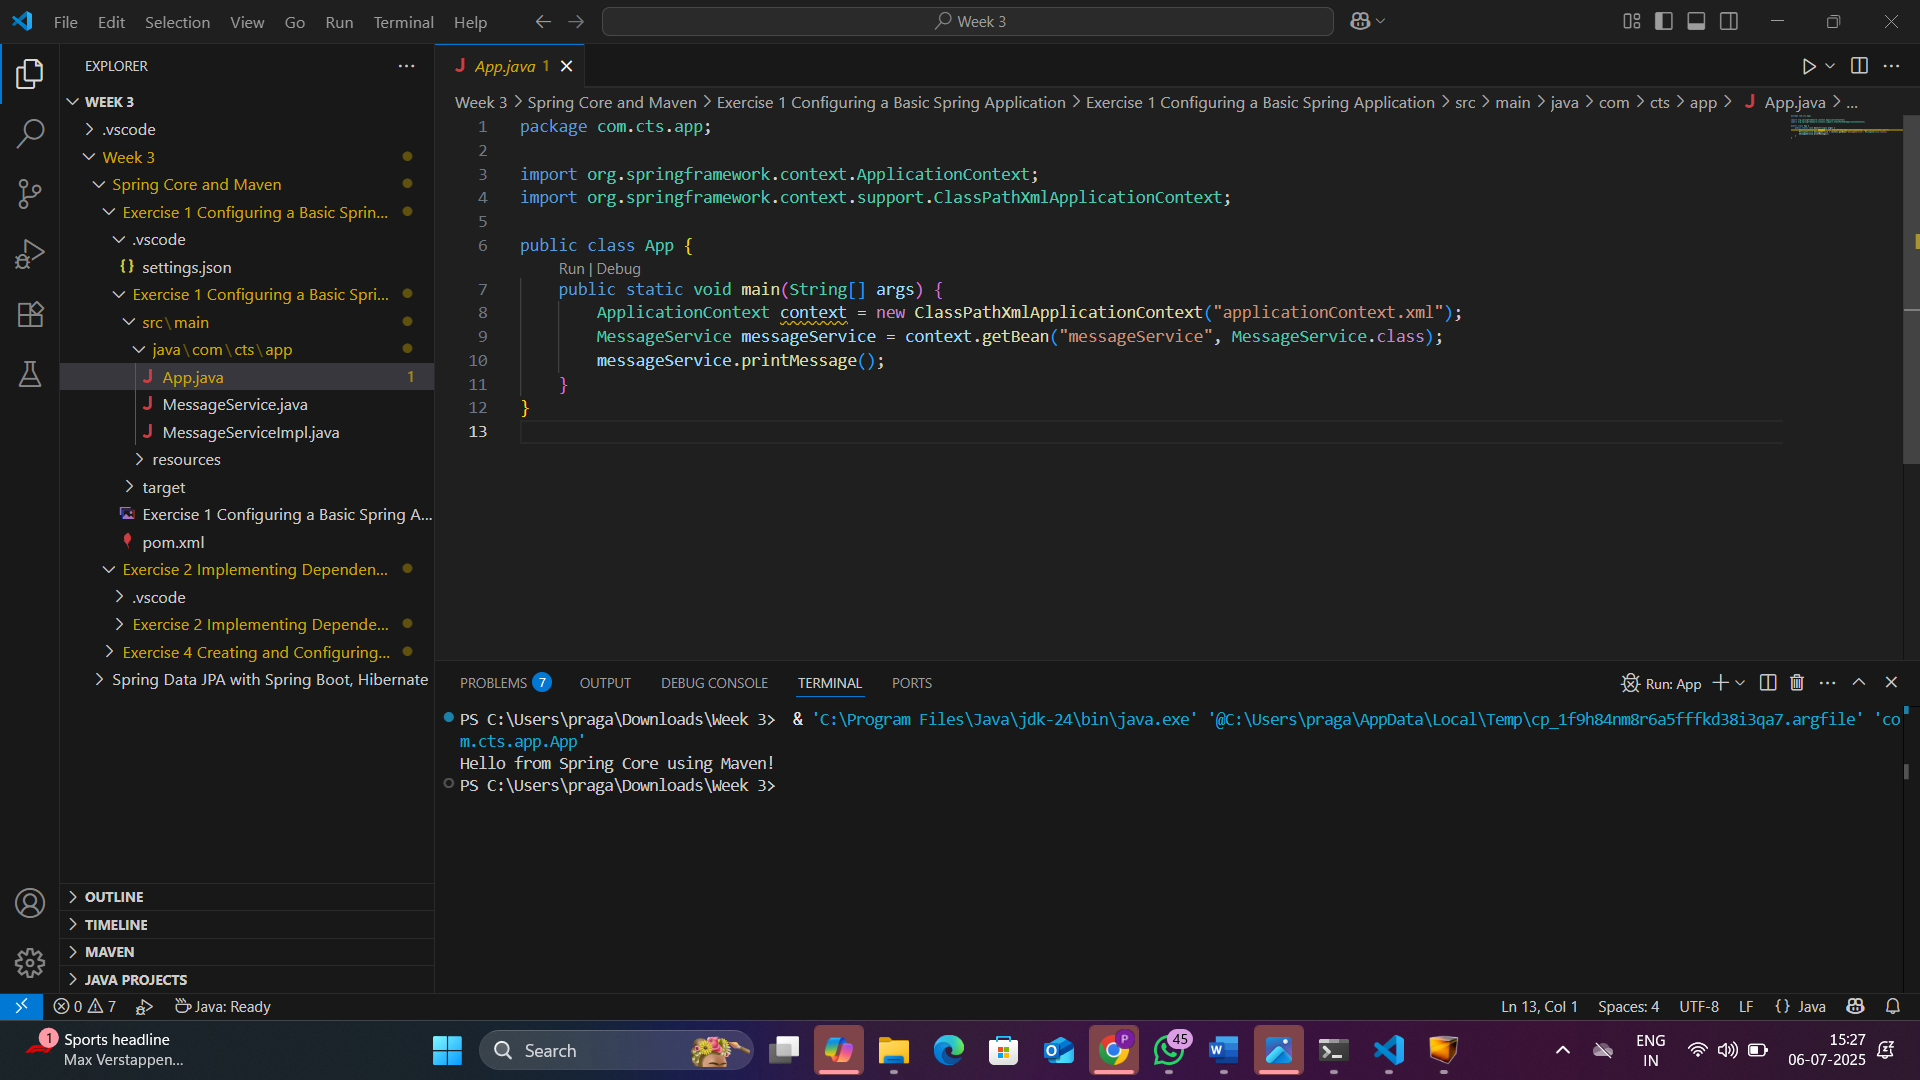 File Edit Selection View Go Run Terminal Help
Week 3
EXPLORER
WEEK 3
.vscode
Week 3
Spring Core and Maven
Exercise 1 Configuring a Basic Sprin...
.vscode
{} settings.json
Exercise 1 Configuring a Basic Spri...
src\main
java\com\cts\app
J App.java 1
J MessageService.java
J MessageServiceImpl.java
resources
target
Exercise 1 Configuring a Basic Spring A...
pom.xml
Exercise 2 Implementing Dependen...
.vscode
Exercise 2 Implementing Depende...
Exercise 4 Creating and Configuring...
Spring Data JPA with Spring Boot, Hibernate
OUTLINE
TIMELINE
MAVEN
JAVA PROJECTS
J App.java 1
Week 3 > Spring Core and Maven > Exercise 1 Configuring a Basic Spring Application > Exercise 1 Configuring a Basic Spring Application > src > main > java > com > cts > app > J App.java > ...
1 package com.cts.app;
2
3 import org.springframework.context.ApplicationContext;
4 import org.springframework.context.support.ClassPathXmlApplicationContext;
5
6 public class App {
Run | Debug
7 public static void main(String[] args) {
8 ApplicationContext context = new ClassPathXmlApplicationContext("applicationContext.xml");
9 MessageService messageService = context.getBean("messageService", MessageService.class);
10 messageService.printMessage();
11 }
12 }
13
PROBLEMS 7 OUTPUT DEBUG CONSOLE TERMINAL PORTS
Run: App
PS C:\Users\praga\Downloads\Week 3> & 'C:\Program Files\Java\jdk-24\bin\java.exe' '@C:\Users\praga\AppData\Local\Temp\cp_1f9h84nm8r6a5fffkd38i3qa7.argfile' 'co
m.cts.app.App'
Hello from Spring Core using Maven!
PS C:\Users\praga\Downloads\Week 3>
0 7 Java: Ready
Ln 13, Col 1 Spaces: 4 UTF-8 LF {} Java
1 Sports headline
Max Verstappen...
Search
P
45
ENG
IN
15:27
06-07-2025